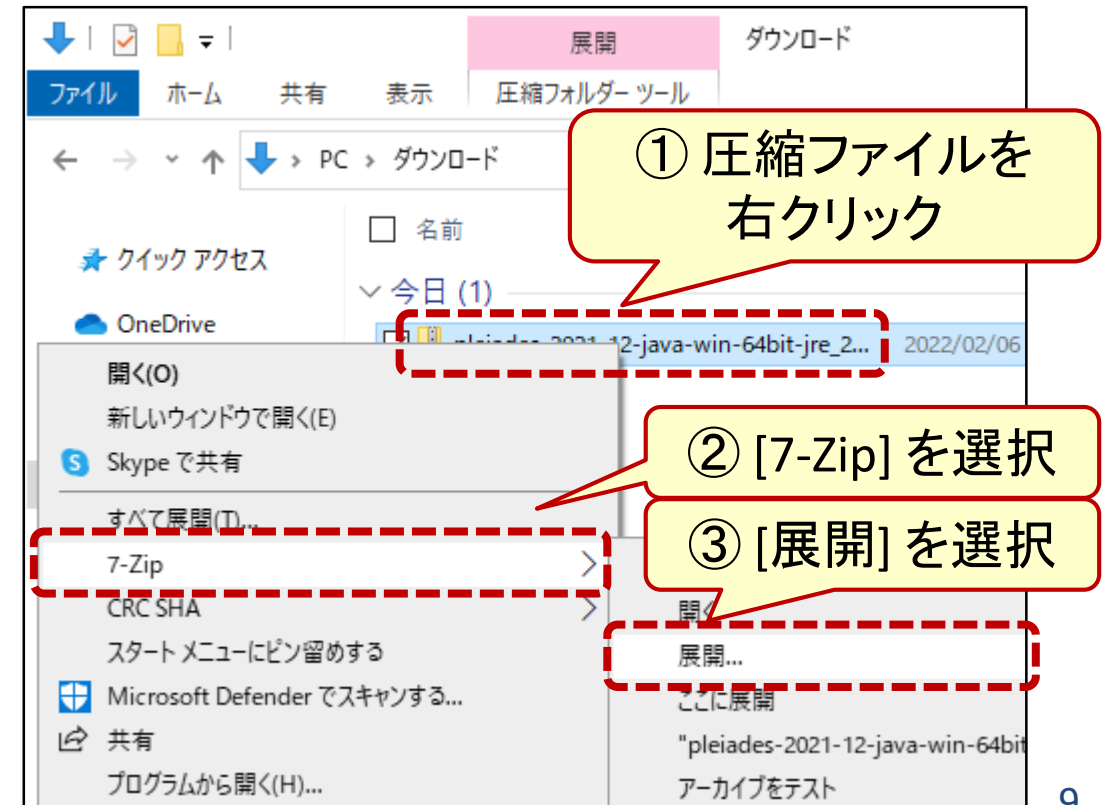 展開
ダウンロード
ファイル ホーム 共有 表示 圧縮フォルダー ツール
PC › ダウンロード
① 圧縮ファイルを
右クリック
名前
クイック アクセス
今日 (1)
OneDrive
pleiades-2021-12-java-win-64bit-jre_2... 2022/02/06
開く(O)
新しいウィンドウで開く(E)
② [7-Zip] を選択
Skype で共有
すべて展開(T)...
③ [展開] を選択
7-Zip
CRC SHA
開く
スタート メニューにピン留めする
展開...
Microsoft Defender でスキャンする...
ここに展開
共有
"pleiades-2021-12-java-win-64bit
プログラムから開く(H)...
アーカイブをテスト
9